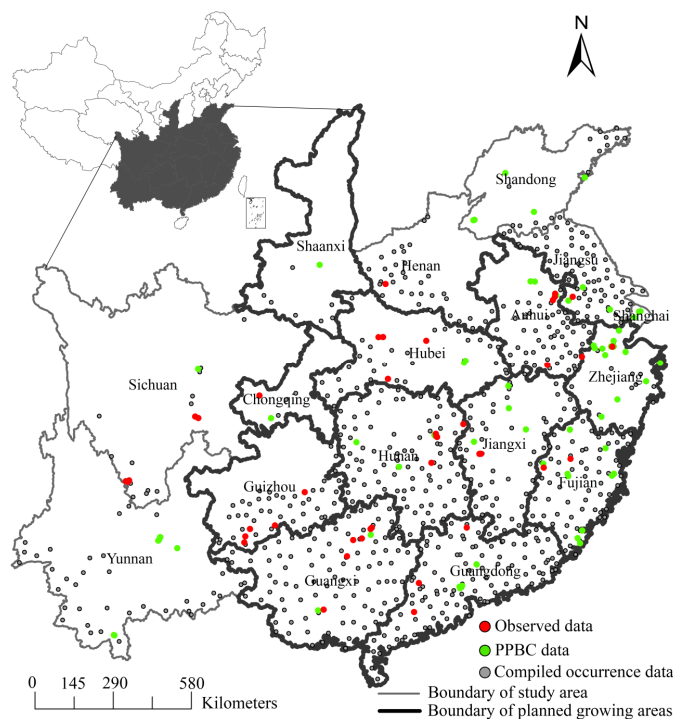 N
Shandong
Shaanxi
Henan
Jiangsu
Anhui
Shanghai
Hubei
Zhejiang
Sichuan
Chongqing
Hunan
Jiangxi
Guizhou
Fujian
Yunnan
Guangxi
Guangdong
Observed data
PPBC data
Compiled occurrence data
0 145 290 580
Kilometers
Boundary of study area
Boundary of planned growing areas